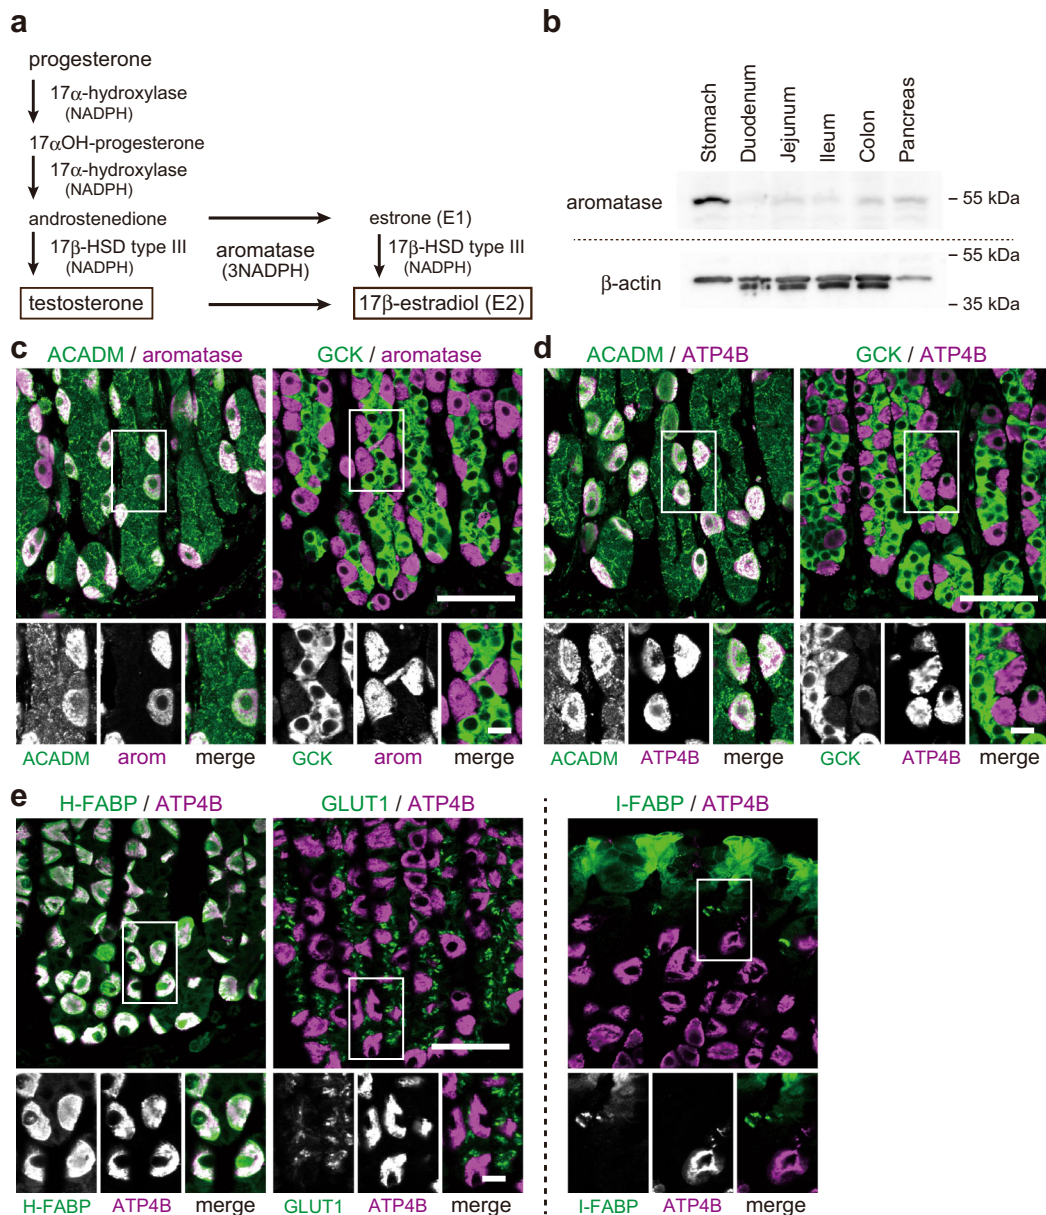 a
progesterone
17α-hydroxylase
(NADPH)
17αOH-progesterone
17α-hydroxylase
(NADPH)
androstenedione
estrone (E1)
17β-HSD type III
(NADPH)
aromatase
(3NADPH)
17β-HSD type III
(NADPH)
testosterone
17β-estradiol (E2)
b
Stomach
Duodenum
Jejunum
Ileum
Colon
Pancreas
aromatase
– 55 kDa
– 55 kDa
β-actin
– 35 kDa
c
ACADM / aromatase
GCK / aromatase
ACADM
arom
merge
GCK
arom
merge
d
ACADM / ATP4B
GCK / ATP4B
ACADM
ATP4B
merge
GCK
ATP4B
merge
e
H-FABP / ATP4B
GLUT1 / ATP4B
I-FABP / ATP4B
H-FABP
ATP4B
merge
GLUT1
ATP4B
merge
I-FABP
ATP4B
merge